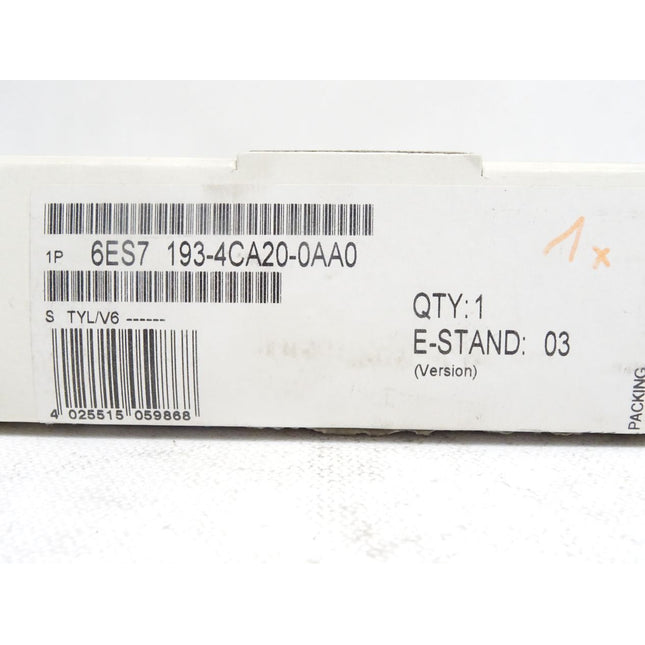 1P 6ES7 193-4CA20-0AA0
S TYL/V6 ------
4 025515 059868
1x
QTY: 1
E-STAND: 03
(Version)
PACKING